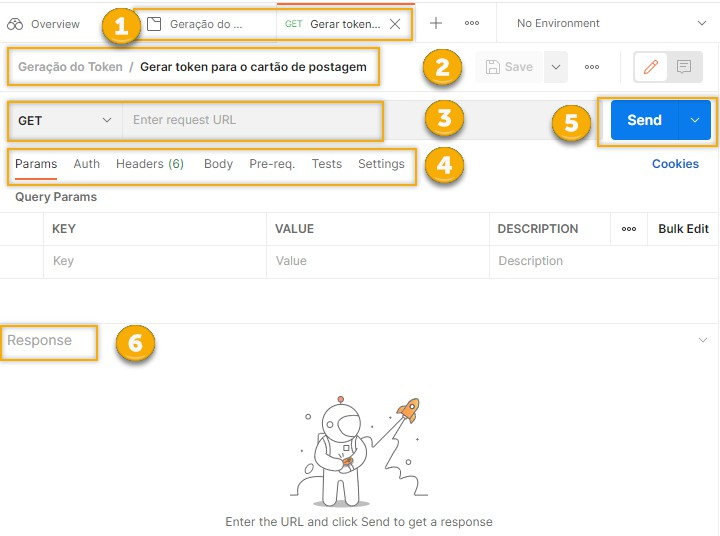 Overview
1
Geração do ...
GET Gerar token...
No Environment
Geração do Token / Gerar token para o cartão de postagem
2
Save
GET
Enter request URL
3
5
Send
Params Auth Headers (6) Body Pre-req. Tests Settings
4
Cookies
Query Params
KEY VALUE DESCRIPTION Bulk Edit
Key Value Description
Response
6
Enter the URL and click Send to get a response